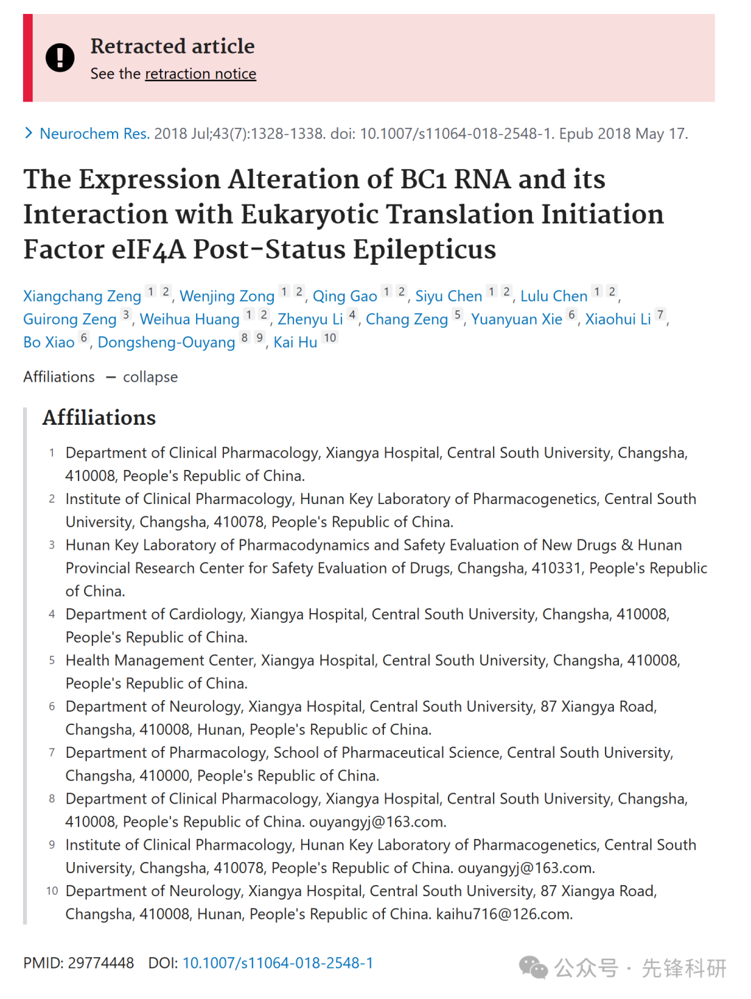 Retracted article
See the retraction notice
Neurochem Res. 2018 Jul;43(7):1328-1338. doi: 10.1007/s11064-018-2548-1. Epub 2018 May 17.
The Expression Alteration of BC1 RNA and its
Interaction with Eukaryotic Translation Initiation
Factor eIF4A Post-Status Epilepticus
Xiangchang Zeng 1 2, Wenjing Zong 1 2, Qing Gao 1 2, Siyu Chen 1 2, Lulu Chen 1 2,
Guirong Zeng 3, Weihua Huang 1 2, Zhenyu Li 4, Chang Zeng 5, Yuanyuan Xie 6, Xiaohui Li 7,
Bo Xiao 6, Dongsheng-Ouyang 8 9, Kai Hu 10
Affiliations — collapse
Affiliations
1 Department of Clinical Pharmacology, Xiangya Hospital, Central South University, Changsha,
410008, People's Republic of China.
2 Institute of Clinical Pharmacology, Hunan Key Laboratory of Pharmacogenetics, Central South
University, Changsha, 410078, People's Republic of China.
3 Hunan Key Laboratory of Pharmacodynamics and Safety Evaluation of New Drugs & Hunan
Provincial Research Center for Safety Evaluation of Drugs, Changsha, 410331, People's Republic
of China.
4 Department of Cardiology, Xiangya Hospital, Central South University, Changsha, 410008,
People's Republic of China.
5 Health Management Center, Xiangya Hospital, Central South University, Changsha, 410008,
People's Republic of China.
6 Department of Neurology, Xiangya Hospital, Central South University, 87 Xiangya Road,
Changsha, 410008, Hunan, People's Republic of China.
7 Department of Pharmacology, School of Pharmaceutical Science, Central South University,
Changsha, 410000, People's Republic of China.
8 Department of Clinical Pharmacology, Xiangya Hospital, Central South University, Changsha,
410008, People's Republic of China. ouyangyj@163.com.
9 Institute of Clinical Pharmacology, Hunan Key Laboratory of Pharmacogenetics, Central South
University, Changsha, 410078, People's Republic of China. ouyangyj@163.com.
10 Department of Neurology, Xiangya Hospital, Central South University, 87 Xiangya Road,
Changsha, 410008, Hunan, People's Republic of China. kaihu716@126.com.
PMID: 29774448 DOI: 10.1007/s11064-018-2548-1
公众号 · 先锋科研